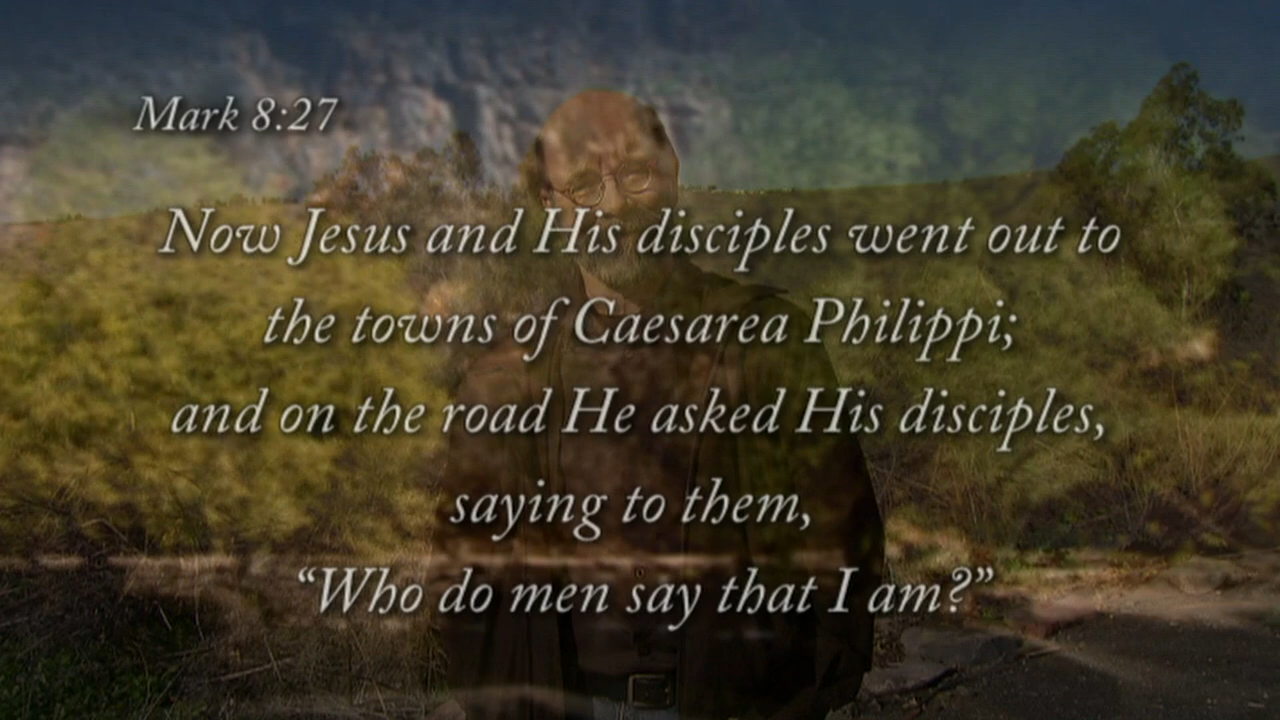 Mark 8:27
Now Jesus and His disciples went out to
the towns of Caesarea Philippi;
and on the road He asked His disciples,
saying to them,
“Who do men say that I am?”